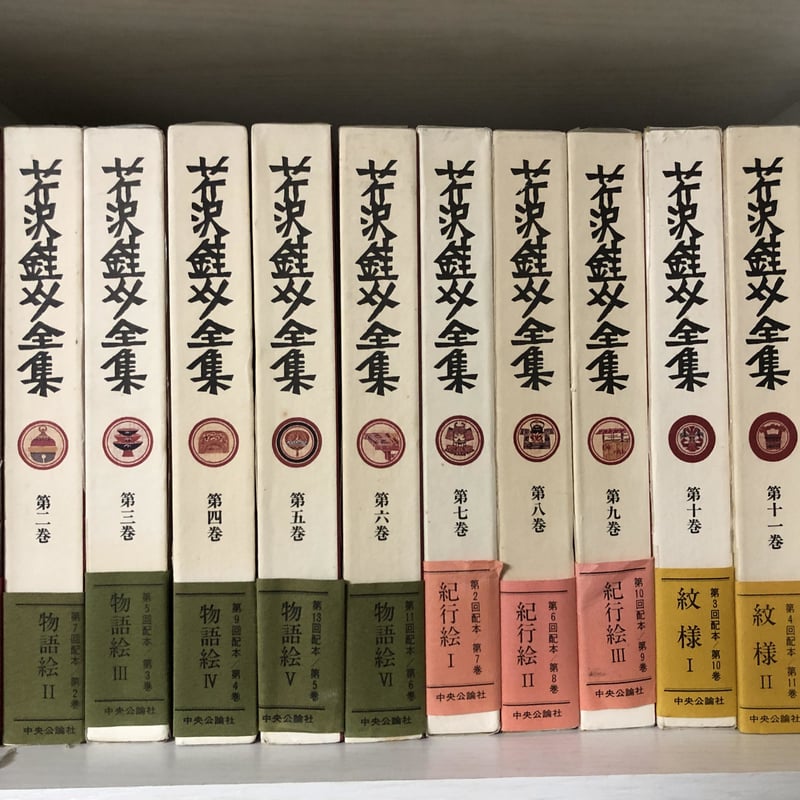 芹沢銈介全集
第二巻
第7回配本/第2巻
物語絵 II
中央公論社
芹沢銈介全集
第三巻
第5回配本 第3巻
物語絵 III
中央公論社
芹沢銈介全集
第四巻
第9回配本/第4巻
物語絵 IV
中央公論社
芹沢銈介全集
第五巻
第13回配本/第5巻
物語絵 V
中央公論社
芹沢銈介全集
第六巻
第11回配本/第6巻
物語絵 VI
中央公論社
芹沢銈介全集
第七巻
第2回配本 第7巻
紀行絵 I
中央公論社
芹沢銈介全集
第八巻
第6回配本 第8巻
紀行絵 II
中央公論社
芹沢銈介全集
第九巻
第10回配本 第9巻
紀行絵 III
中央公論社
芹沢銈介全集
第十巻
第3回配本 第10巻
紋様 I
中央公論社
芹沢銈介全集
第十一巻
第4回配本 第11巻
紋様 II
中央公論社